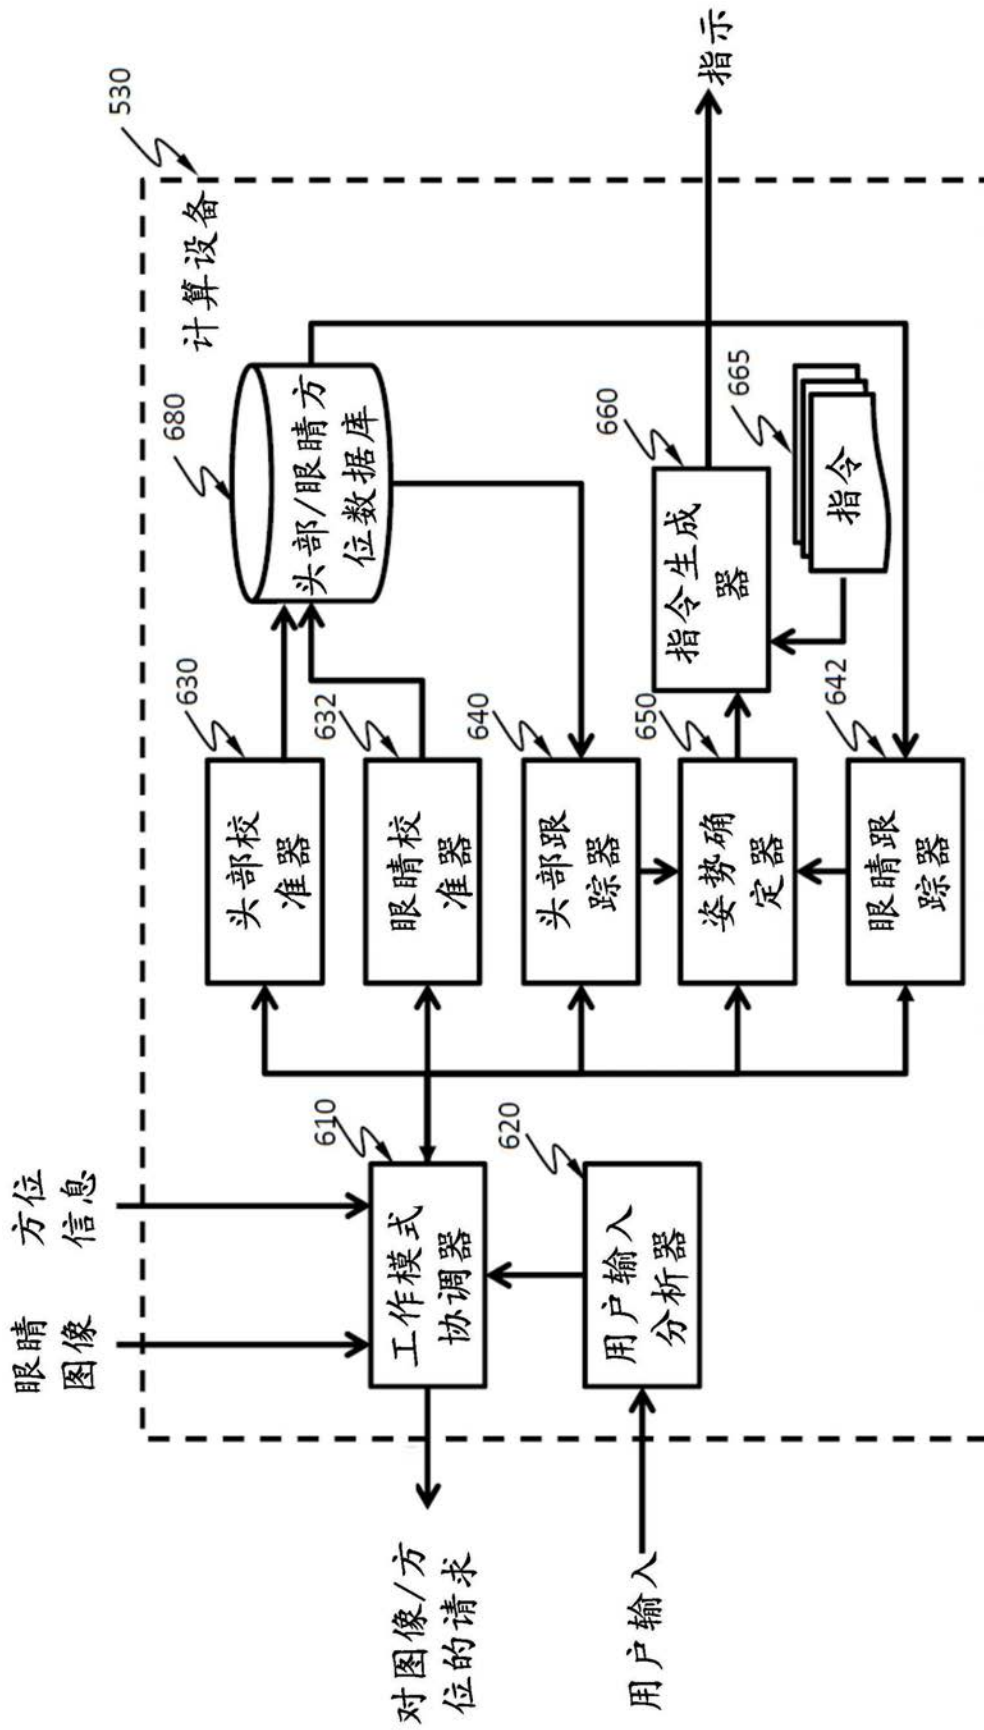 眼睛
图像
方位
信息
530
计算设备
对图像/方
位的请求
用户输入
610
工作模式
协调器
620
用户输入
分析器
630
头部校
准器
632
眼睛校
准器
640
头部跟
踪器
650
姿势确
定器
642
眼睛跟
踪器
680
头部/眼睛方
位数据库
660
指令生成
器
665
指令
指示